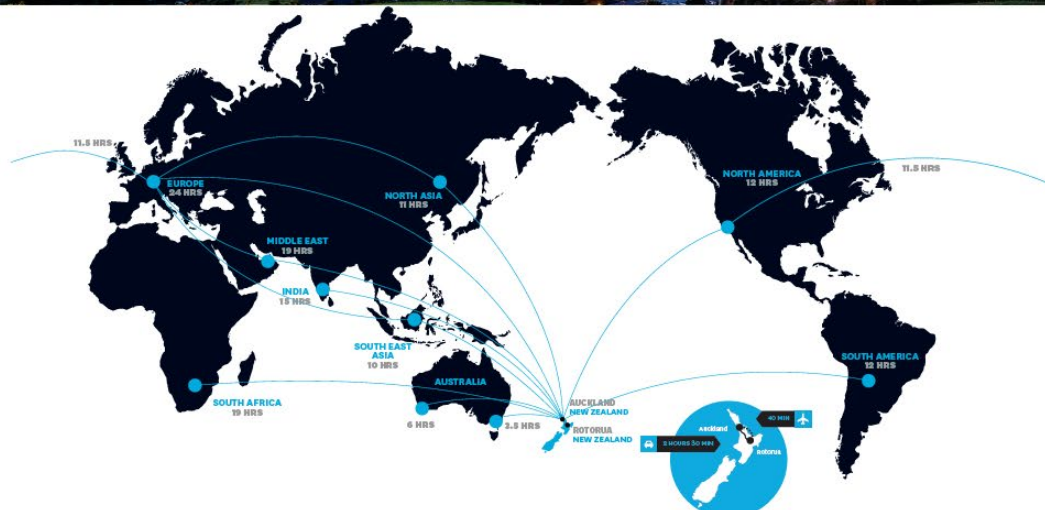 11.5 HRS
EUROPE
24 HRS
NORTH ASIA
11 HRS
NORTH AMERICA
12 HRS
11.5 HRS
MIDDLE EAST
19 HRS
INDIA
15 HRS
SOUTH EAST
ASIA
10 HRS
SOUTH AMERICA
12 HRS
AUSTRALIA
SOUTH AFRICA
19 HRS
6 HRS
3.5 HRS
AUCKLAND
NEW ZEALAND
ROTORUA
NEW ZEALAND
Auckland
40 MIN
2 HOURS 30 MIN
Rotorua